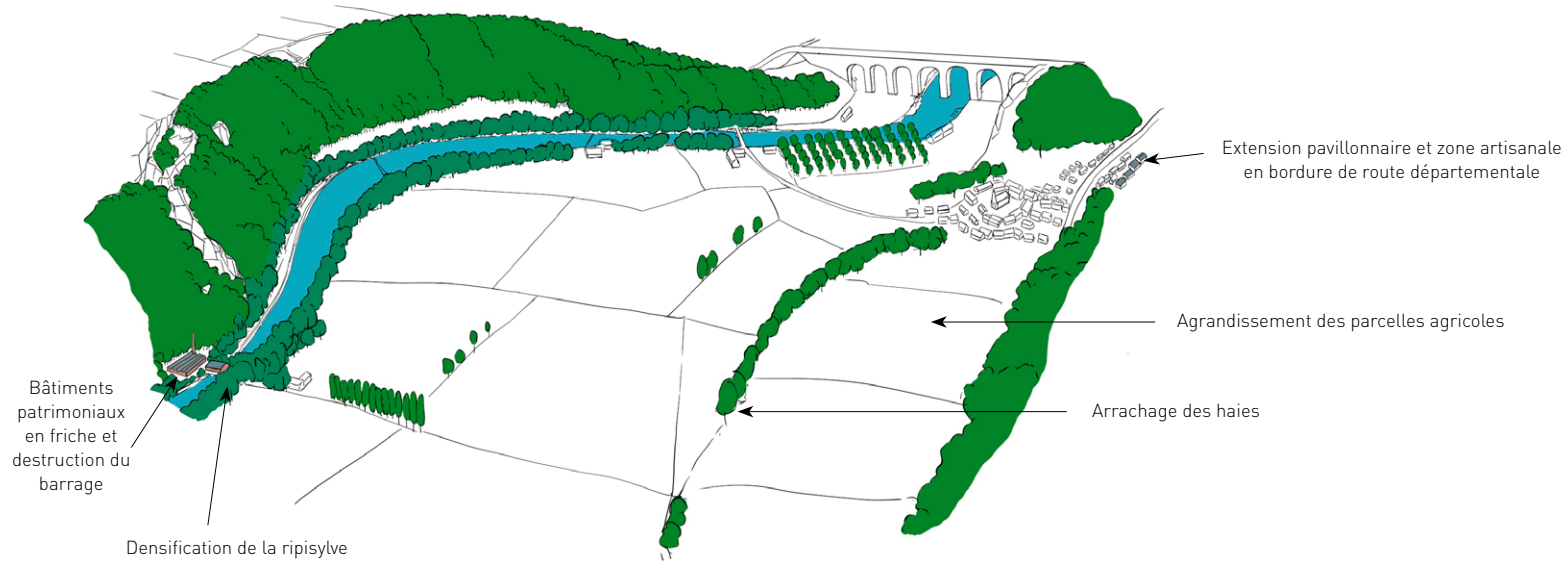 Extension pavillonnaire et zone artisanale
en bordure de route départementale
Agrandissement des parcelles agricoles
Arrachage des haies
Bâtiments
patrimoniaux
en friche et
destruction du
barrage
Densification de la ripisylve